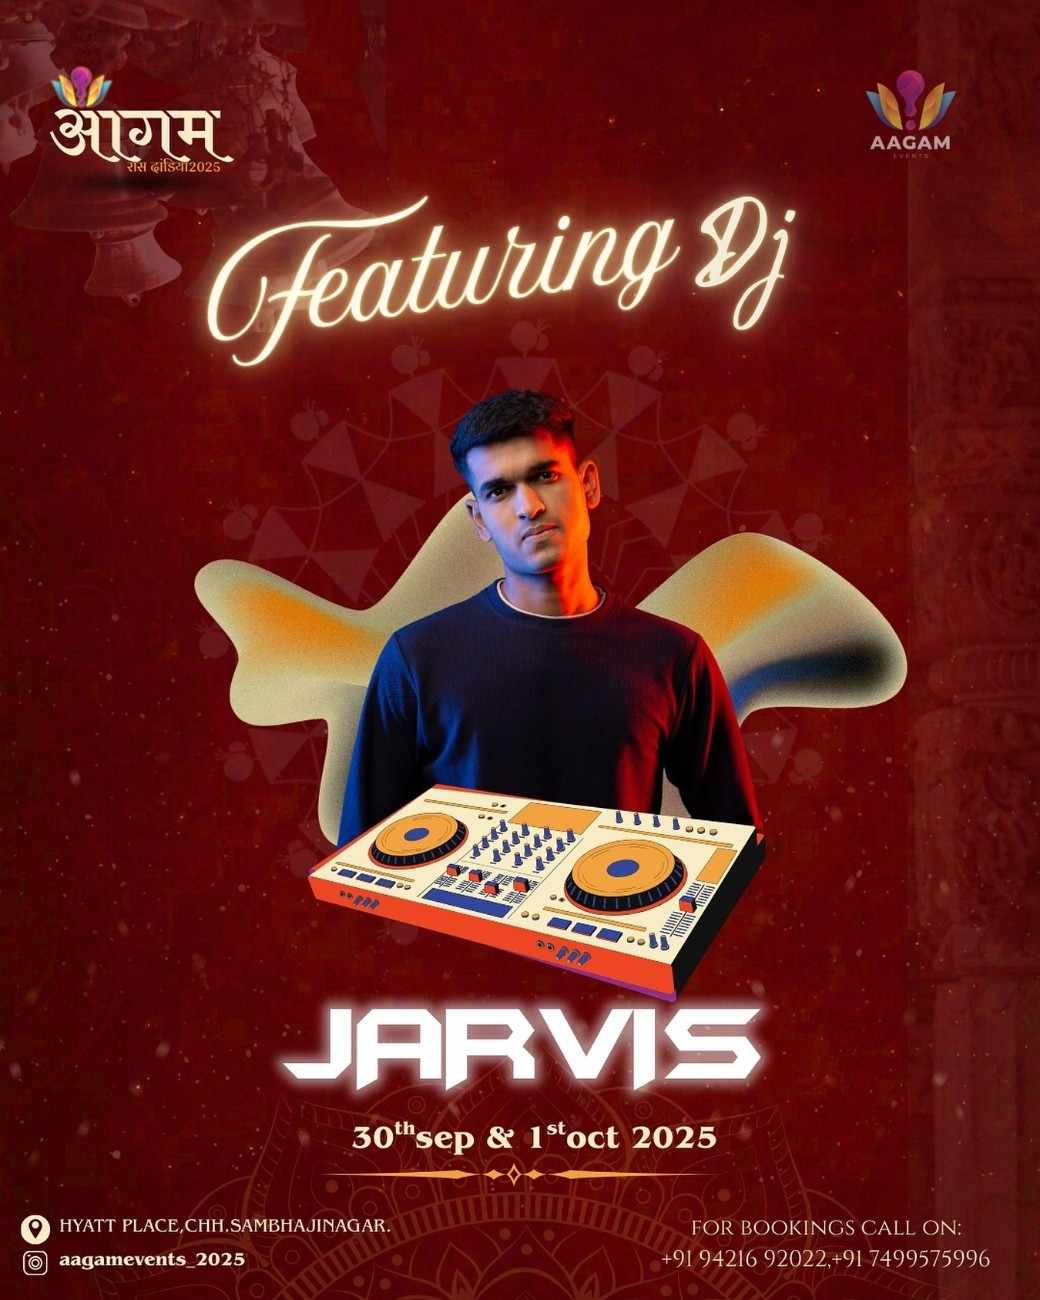 आगम
रास दांडिया2025
AAGAM
EVENTS
Featuring Dj
JARVIS
30thsep & 1stoct 2025
HYATT PLACE,CHH.SAMBHAJINAGAR.
aagamevents_2025
FOR BOOKINGS CALL ON:
+91 94216 92022,+91 7499575996